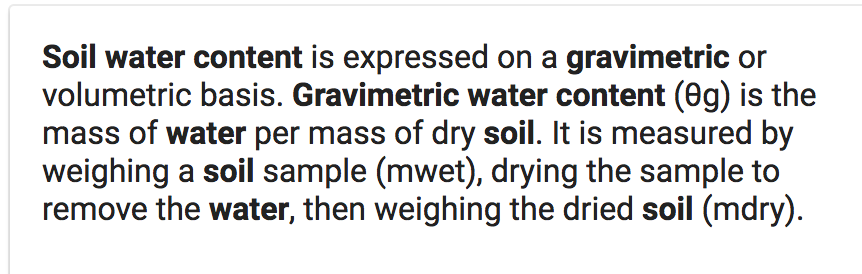 Soil water content is expressed on a gravimetric or
volumetric basis. Gravimetric water content (θg) is the
mass of water per mass of dry soil. It is measured by
weighing a soil sample (mwet), drying the sample to
remove the water, then weighing the dried soil (mdry).